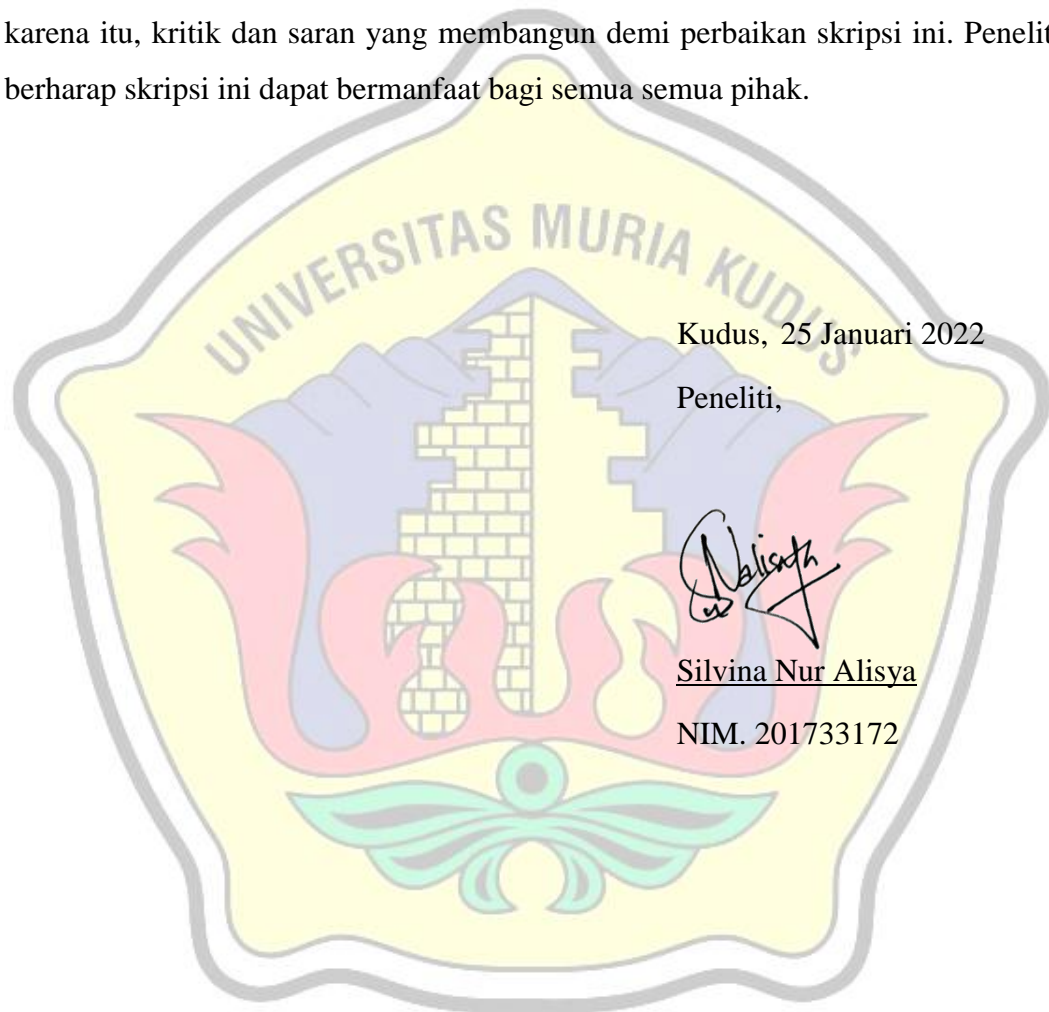 karena itu, kritik dan saran yang membangun demi perbaikan skripsi ini. Penelit
berharap skripsi ini dapat bermanfaat bagi semua semua pihak.
UNIVERSITAS MURIA KUDUS
Kudus, 25 Januari 2022
Peneliti,
Silvina Nur Alisya
NIM. 201733172